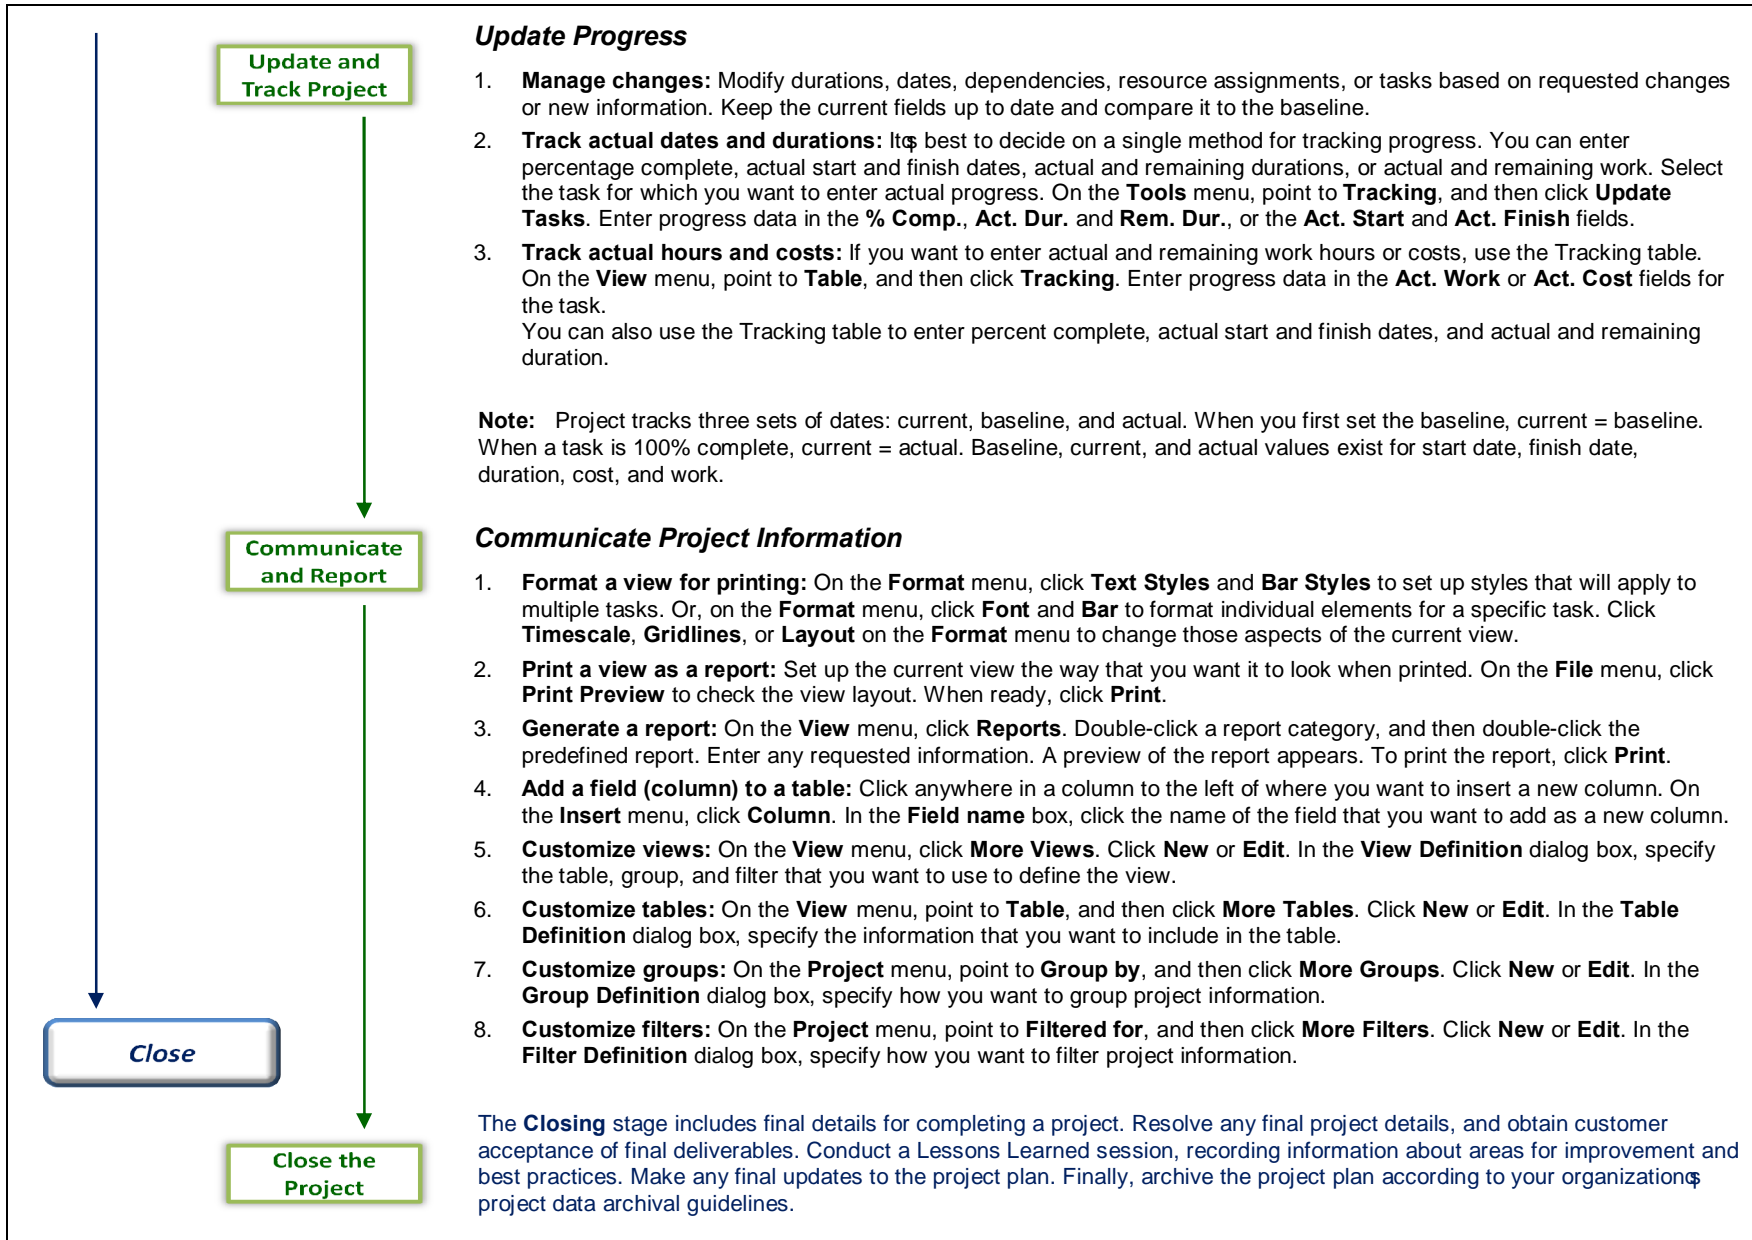 Update and
Track Project
Update Progress
1. Manage changes: Modify durations, dates, dependencies, resource assignments, or tasks based on requested changes
or new information. Keep the current fields up to date and compare it to the baseline.
2. Track actual dates and durations: Itqs best to decide on a single method for tracking progress. You can enter
percentage complete, actual start and finish dates, actual and remaining durations, or actual and remaining work. Select
the task for which you want to enter actual progress. On the Tools menu, point to Tracking, and then click Update
Tasks. Enter progress data in the % Comp., Act. Dur. and Rem. Dur., or the Act. Start and Act. Finish fields.
3. Track actual hours and costs: If you want to enter actual and remaining work hours or costs, use the Tracking table.
On the View menu, point to Table, and then click Tracking. Enter progress data in the Act. Work or Act. Cost fields for
the task.
You can also use the Tracking table to enter percent complete, actual start and finish dates, and actual and remaining
duration.
Note: Project tracks three sets of dates: current, baseline, and actual. When you first set the baseline, current = baseline.
When a task is 100% complete, current = actual. Baseline, current, and actual values exist for start date, finish date,
duration, cost, and work.
Communicate
and Report
Communicate Project Information
1. Format a view for printing: On the Format menu, click Text Styles and Bar Styles to set up styles that will apply to
multiple tasks. Or, on the Format menu, click Font and Bar to format individual elements for a specific task. Click
Timescale, Gridlines, or Layout on the Format menu to change those aspects of the current view.
2. Print a view as a report: Set up the current view the way that you want it to look when printed. On the File menu, click
Print Preview to check the view layout. When ready, click Print.
3. Generate a report: On the View menu, click Reports. Double-click a report category, and then double-click the
predefined report. Enter any requested information. A preview of the report appears. To print the report, click Print.
4. Add a field (column) to a table: Click anywhere in a column to the left of where you want to insert a new column. On
the Insert menu, click Column. In the Field name box, click the name of the field that you want to add as a new column.
5. Customize views: On the View menu, click More Views. Click New or Edit. In the View Definition dialog box, specify
the table, group, and filter that you want to use to define the view.
6. Customize tables: On the View menu, point to Table, and then click More Tables. Click New or Edit. In the Table
Definition dialog box, specify the information that you want to include in the table.
7. Customize groups: On the Project menu, point to Group by, and then click More Groups. Click New or Edit. In the
Group Definition dialog box, specify how you want to group project information.
8. Customize filters: On the Project menu, point to Filtered for, and then click More Filters. Click New or Edit. In the
Filter Definition dialog box, specify how you want to filter project information.
Close
Close the
Project
The Closing stage includes final details for completing a project. Resolve any final project details, and obtain customer
acceptance of final deliverables. Conduct a Lessons Learned session, recording information about areas for improvement and
best practices. Make any final updates to the project plan. Finally, archive the project plan according to your organizationqs
project data archival guidelines.